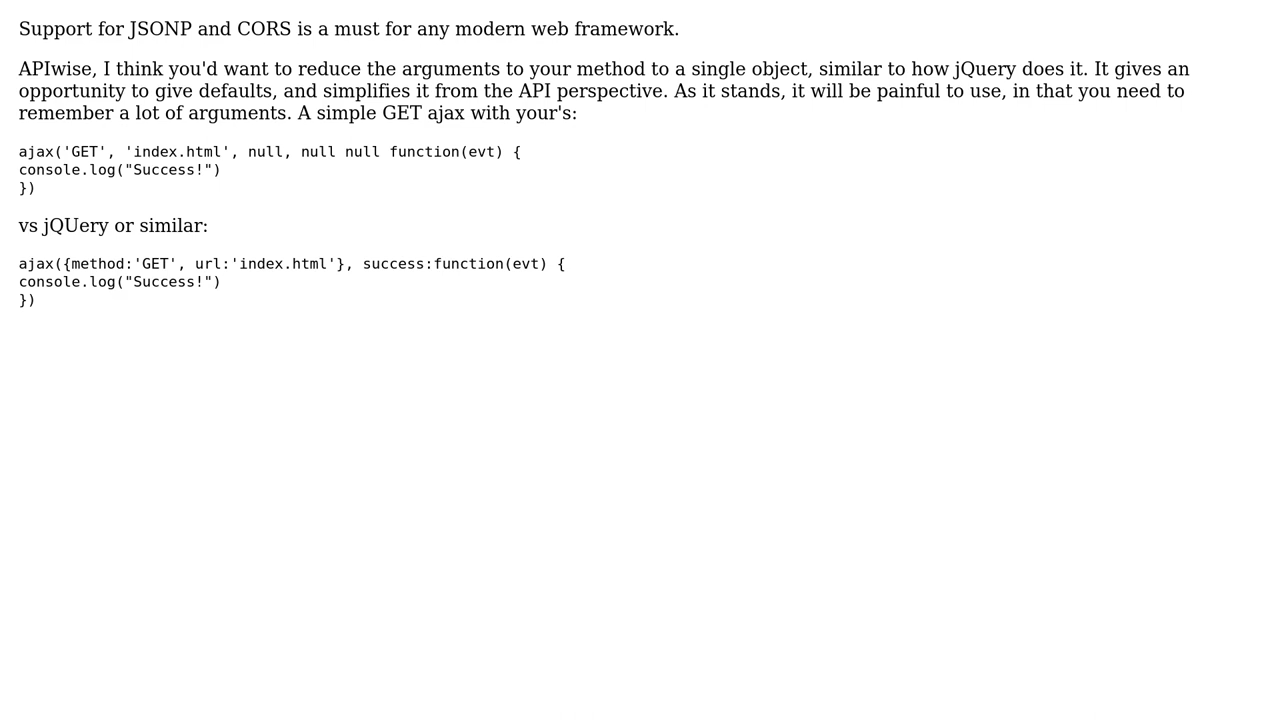 Support for JSONP and CORS is a must for any modern web framework.
APIwise, I think you'd want to reduce the arguments to your method to a single object, similar to how jQuery does it. It gives an
opportunity to give defaults, and simplifies it from the API perspective. As it stands, it will be painful to use, in that you need to
remember a lot of arguments. A simple GET ajax with your's:
ajax('GET', 'index.html', null, null null function(evt) {
console.log("Success!")
})
vs jQUery or similar:
ajax({method:'GET', url:'index.html'}, success:function(evt) {
console.log("Success!")
})